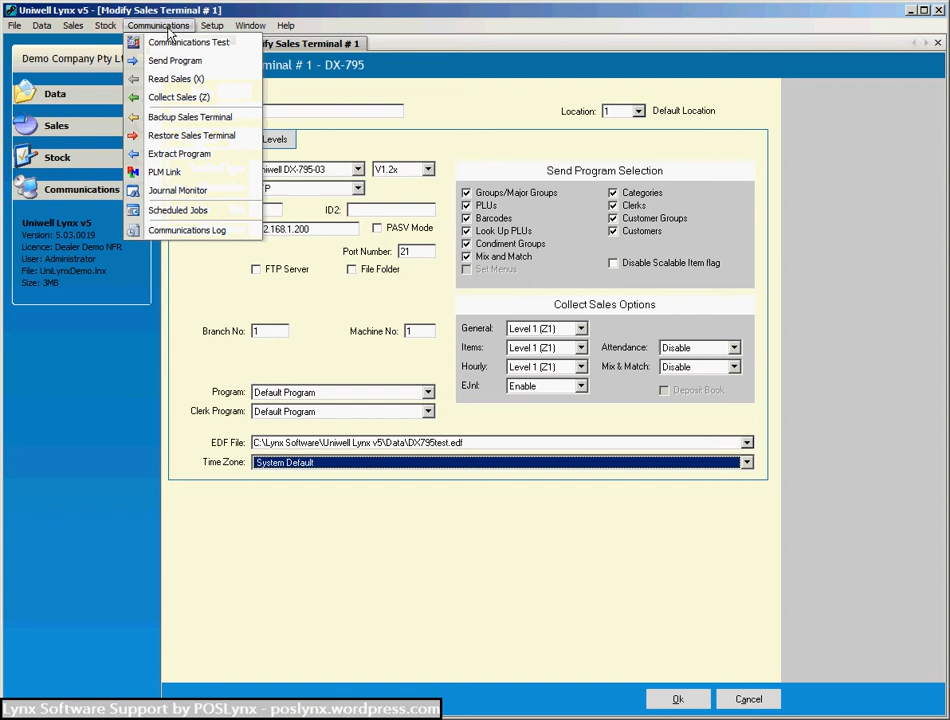 Uniwell Lynx v5 - [Modify Sales Terminal # 1]
File Data Sales Stock Communications Setup Window Help
Communications Test
Send Program
Read Sales (X)
Collect Sales (Z)
Backup Sales Terminal
Restore Sales Terminal
Extract Program
PLM Link
Journal Monitor
Scheduled Jobs
Communications Log
Demo Company Pty Lt
Data
Sales
Stock
Communications
Uniwell Lynx v5
Version: 5.03.0019
Licence: Dealer Demo NFR
User: Administrator
File: UniLynxDemo.lnx
Size: 3MB
dify Sales Terminal # 1
minal # 1 - DX-795
Location: 1 Default Location
Levels
niwell DX-795-03 V1.2x
TP
ID2:
2.168.1.200 PASV Mode
Port Number: 21
FTP Server File Folder
Branch No: 1 Machine No: 1
Program: Default Program
Clerk Program: Default Program
EDF File: C:\Lynx Software\Uniwell Lynx v5\Data\DX795test.edf
Time Zone: System Default
Send Program Selection
Groups/Major Groups Categories
PLUs Clerks
Barcodes Customer Groups
Look Up PLUs Customers
Condiment Groups
Mix and Match Disable Scalable Item flag
Set Menus
Collect Sales Options
General: Level 1 (Z1)
Items: Level 1 (Z1) Attendance: Disable
Hourly: Level 1 (Z1) Mix & Match: Disable
EJnl: Enable Deposit Book
Ok Cancel
Lynx Software Support by POSLynx - poslynx.wordpress.com